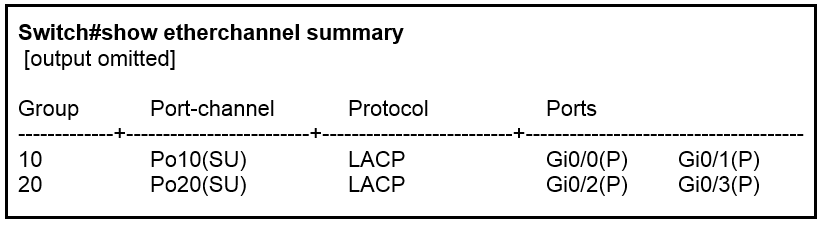 Switch#show etherchannel summary
[output omitted]
Group Port-channel Protocol Ports
-------------+------------------------+-------------------------+-------------------------------------
10 Po10(SU) LACP Gi0/0(P) Gi0/1(P)
20 Po20(SU) LACP Gi0/2(P) Gi0/3(P)